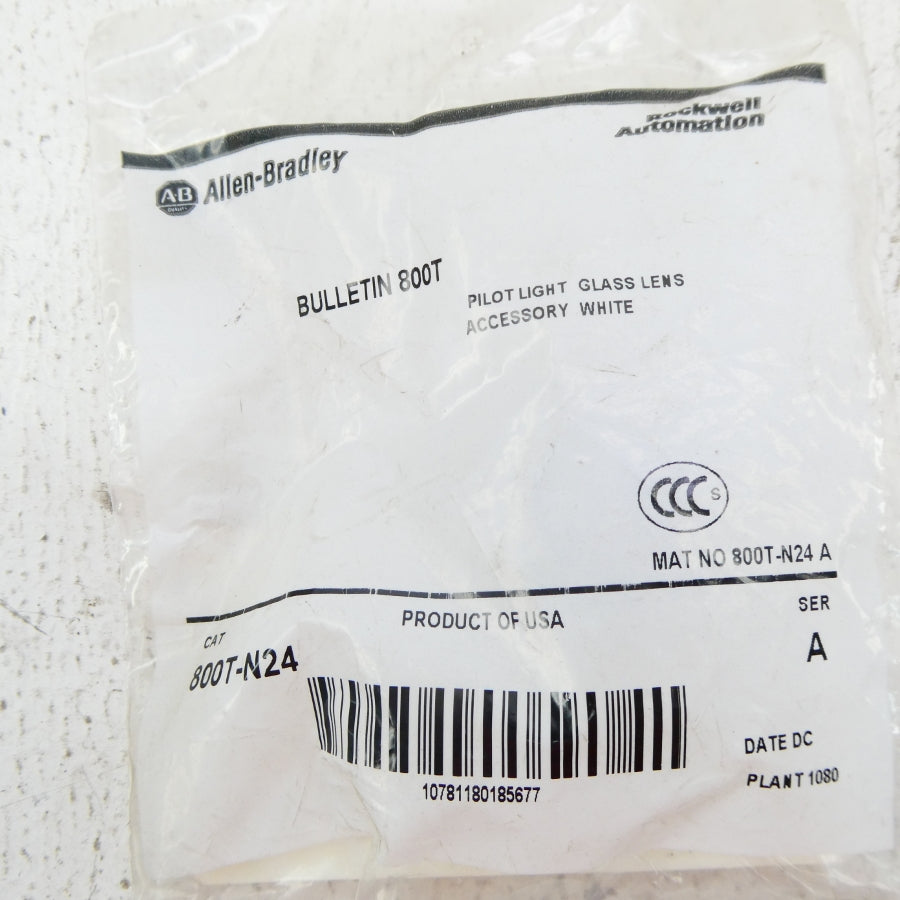 Rockwell
Automation
AB
Allen-Bradley
BULLETIN 800T
PILOT LIGHT GLASS LENS
ACCESSORY WHITE
CCC S
MAT NO 800T-N24 A
PRODUCT OF USA
SER
CAT
A
800T-N24
DATE DC
10781180185677
PLANT 1080